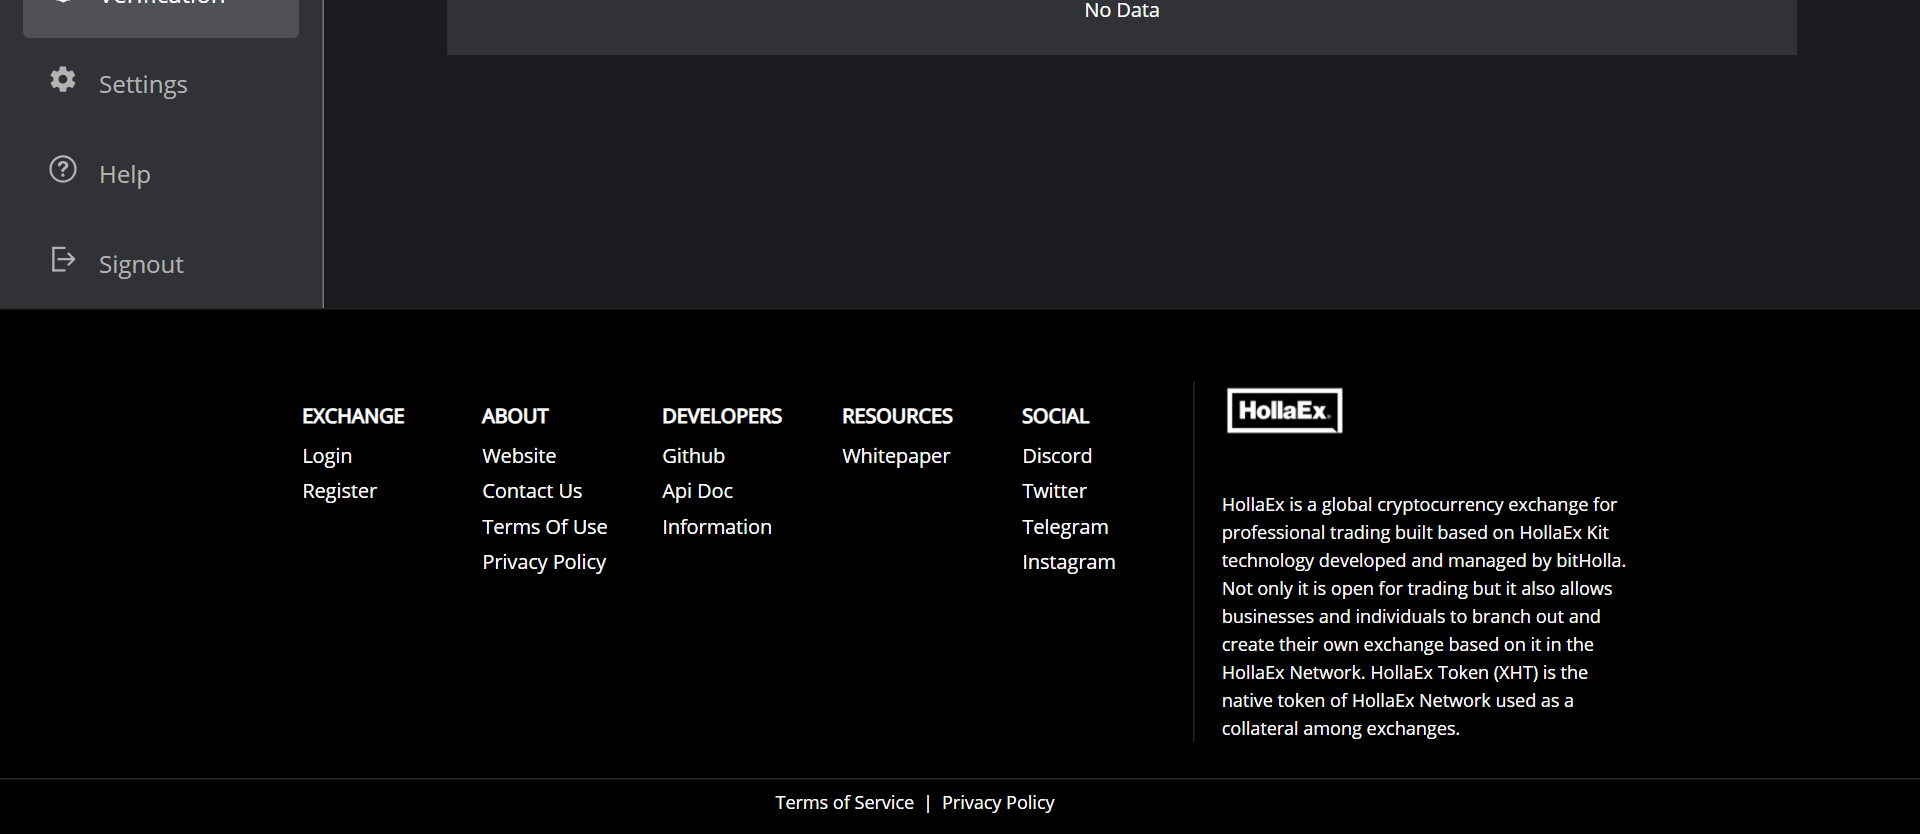 Verification
No Data
Settings
Help
Signout
EXCHANGE
Login
Register
ABOUT
Website
Contact Us
Terms Of Use
Privacy Policy
DEVELOPERS
Github
Api Doc
Information
RESOURCES
Whitepaper
SOCIAL
Discord
Twitter
Telegram
Instagram
HollaEx®
HollaEx is a global cryptocurrency exchange for
professional trading built based on HollaEx Kit
technology developed and managed by bitHolla.
Not only it is open for trading but it also allows
businesses and individuals to branch out and
create their own exchange based on it in the
HollaEx Network. HollaEx Token (XHT) is the
native token of HollaEx Network used as a
collateral among exchanges.
Terms of Service | Privacy Policy